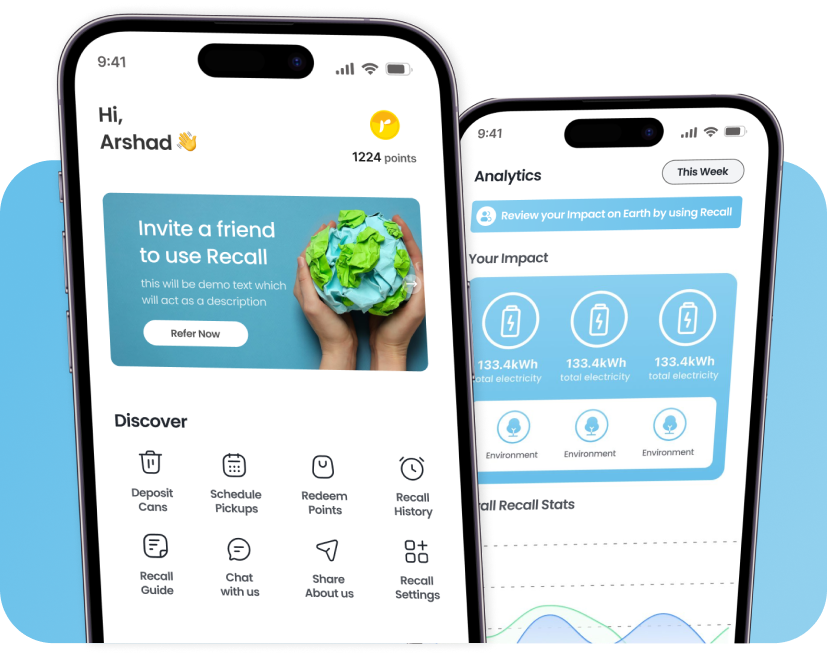 9:41
Hi,
Arshad 👋
1224 points
Invite a friend
to use Recall
this will be demo text which
will act as a description
Refer Now
Discover
Deposit
Cans
Schedule
Pickups
Redeem
Points
Recall
History
Recall
Guide
Chat
with us
Share
About us
Recall
Settings
9:41
Analytics
This Week
Review your Impact on Earth by using Recall
Your Impact
133.4kWh
total electricity
133.4kWh
total electricity
133.4kWh
total electricity
Environment
Environment
Environment
Recall Stats